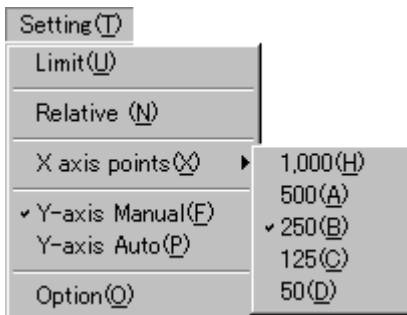 Setting(T)
Limit(U)
Relative (N)
X axis points(X)
Y-axis Manual(F)
Y-axis Auto(P)
Option(O)
1,000(H)
500(A)
250(B)
125(C)
50(D)